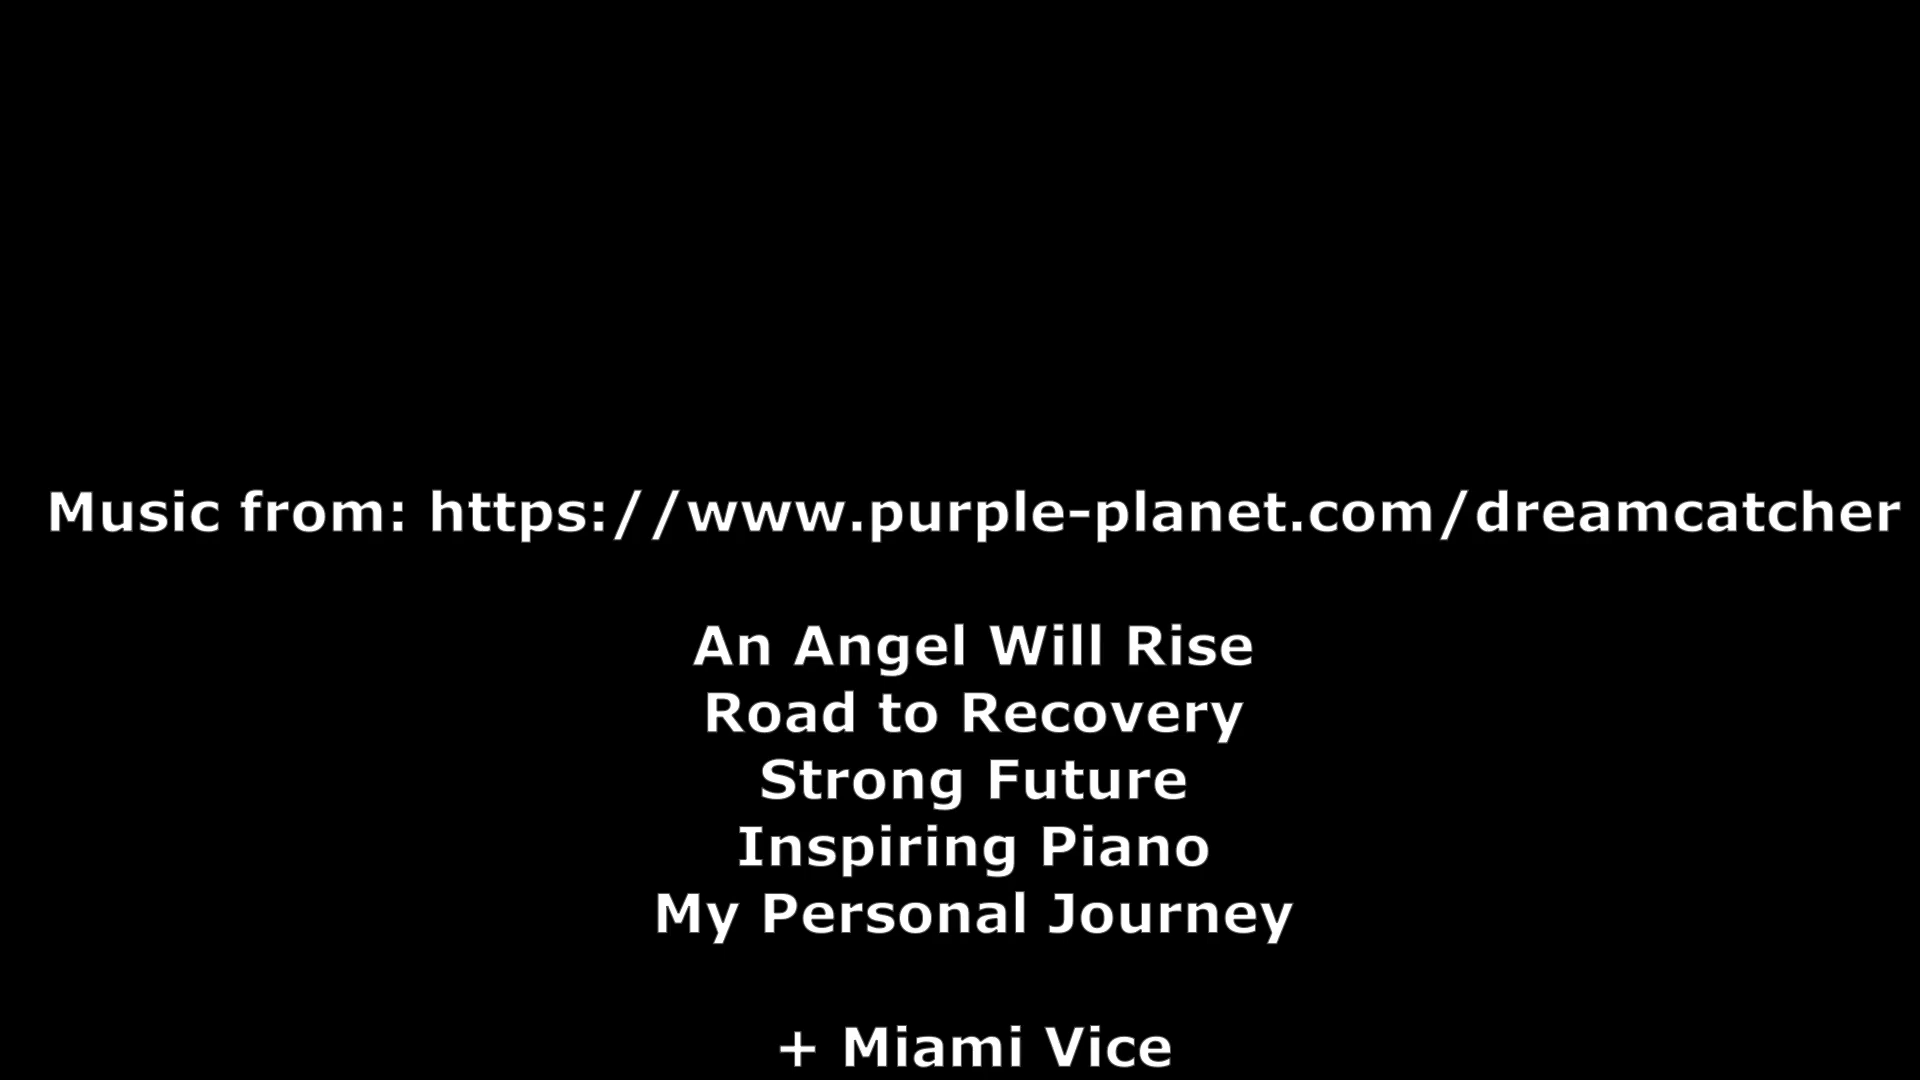 Music from: https://www.purple-planet.com/dreamcatcher
An Angel Will Rise
Road to Recovery
Strong Future
Inspiring Piano
My Personal Journey
+ Miami Vice